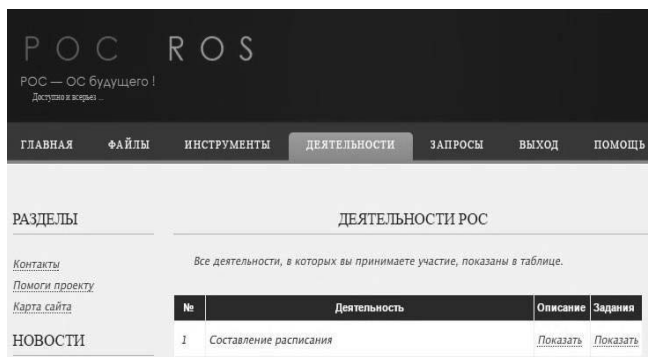 РОС ROS
РОС — ОС будущего !
Доступно и всерьез ...
ГЛАВНАЯ ФАЙЛЫ ИНСТРУМЕНТЫ ДЕЯТЕЛЬНОСТИ ЗАПРОСЫ ВЫХОД ПОМОЩЬ
РАЗДЕЛЫ
Контакты
Помоги проекту
Карта сайта
НОВОСТИ
ДЕЯТЕЛЬНОСТИ РОС
Все деятельности, в которых вы принимаете участие, показаны в таблице.
№ Деятельность Описание Задания
1 Составление расписания Показать Показать